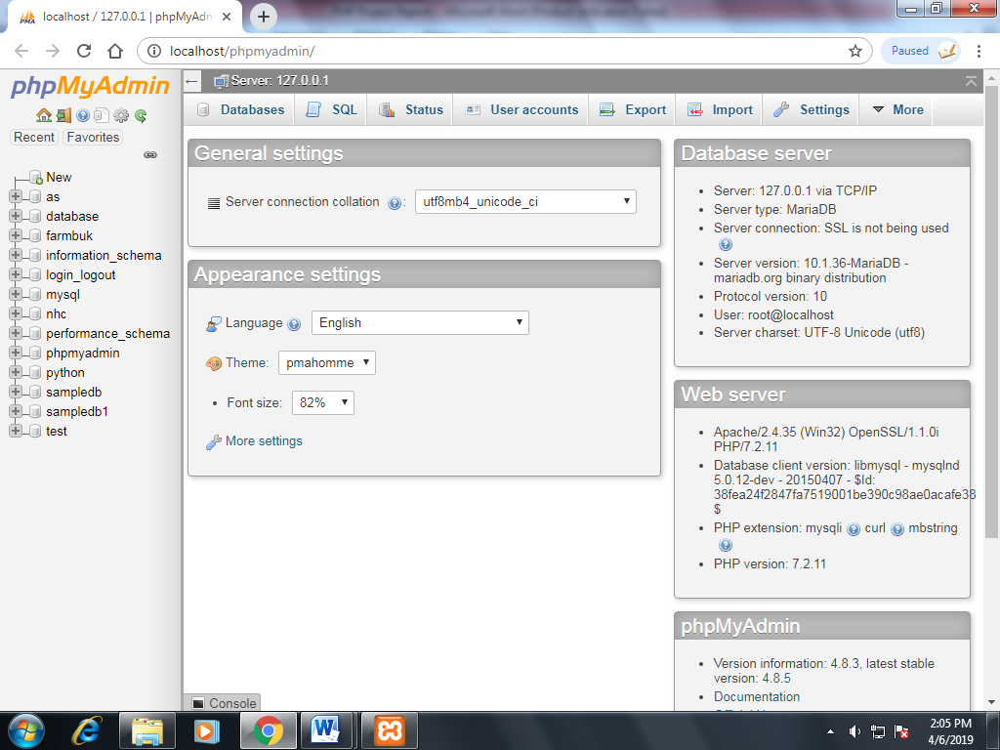 localhost / 127.0.0.1 | phpMyAdm
localhost/phpmyadmin/
Paused
phpMyAdmin
Recent Favorites
New
as
database
farmbuk
information_schema
login_logout
mysql
nhc
performance_schema
phpmyadmin
python
sampledb
sampledb1
test
Server: 127.0.0.1
Databases SQL Status User accounts Export Import Settings More
General settings
Server connection collation : utf8mb4_unicode_ci
Appearance settings
Language English
Theme: pmahomme
• Font size: 82%
More settings
Console
Database server
• Server: 127.0.0.1 via TCP/IP
• Server type: MariaDB
• Server connection: SSL is not being used
• Server version: 10.1.36-MariaDB -
mariadb.org binary distribution
• Protocol version: 10
• User: root@localhost
• Server charset: UTF-8 Unicode (utf8)
Web server
• Apache/2.4.35 (Win32) OpenSSL/1.1.0i
PHP/7.2.11
• Database client version: libmysql - mysqlnd
5.0.12-dev - 20150407 - $Id:
38fea24f2847fa7519001be390c98ae0acafe38
$
• PHP extension: mysqli curl mbstring
• PHP version: 7.2.11
phpMyAdmin
• Version information: 4.8.3, latest stable
version: 4.8.5
• Documentation
2:05 PM
4/6/2019